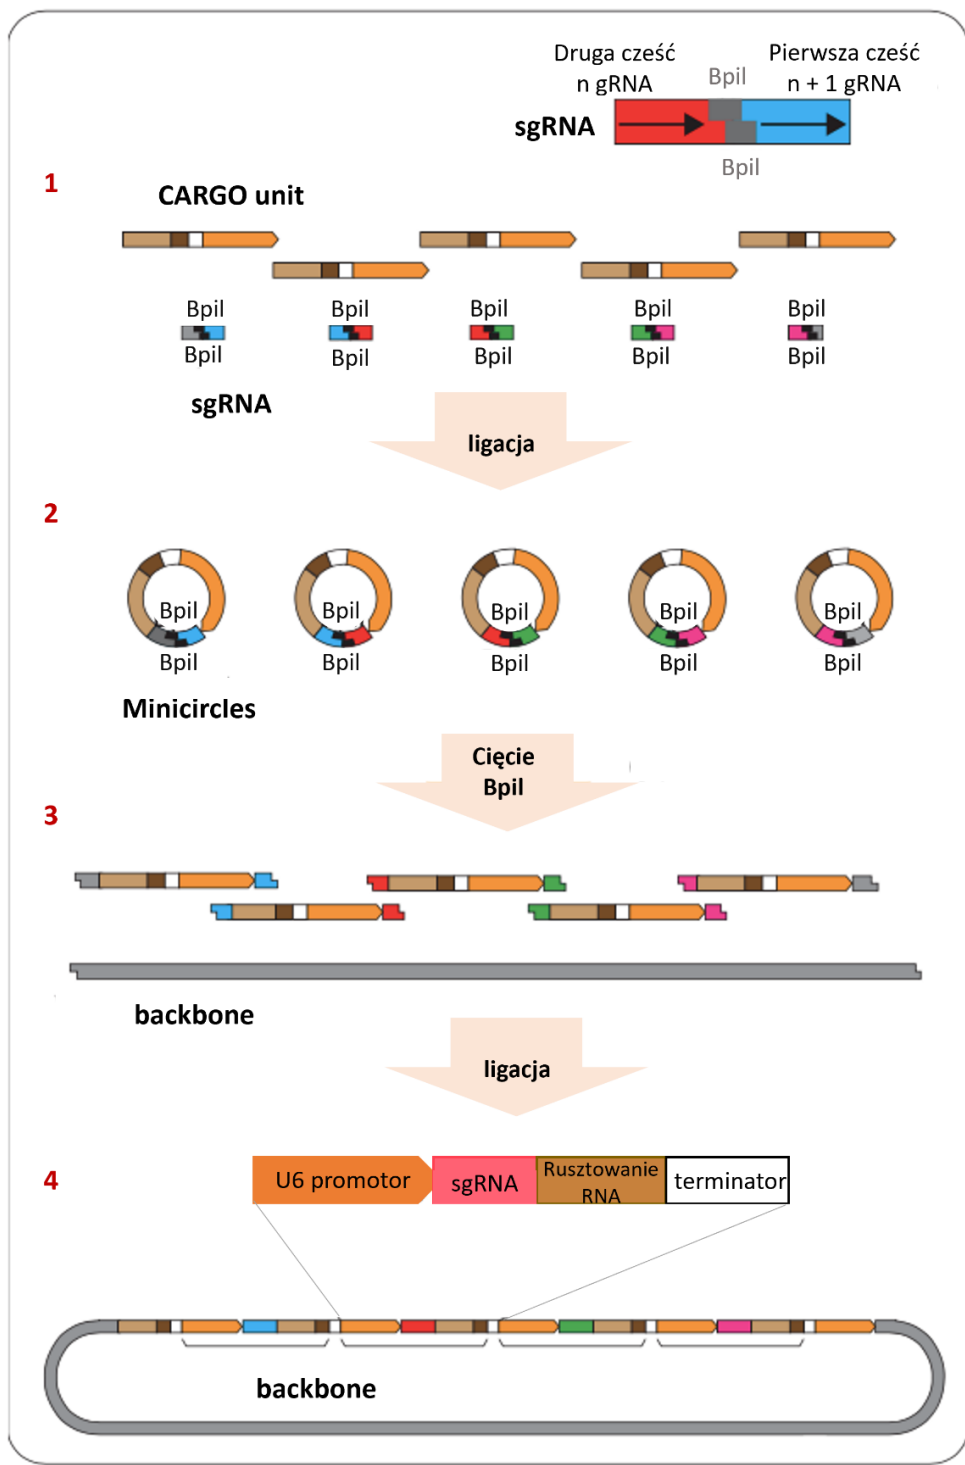 Druga cześć
n gRNA
BpiI
Pierwsza cześć
n + 1 gRNA
sgRNA
BpiI
1
CARGO unit
BpiI BpiI BpiI BpiI BpiI
BpiI BpiI BpiI BpiI BpiI
sgRNA
ligacja
2
BpiI BpiI BpiI BpiI BpiI
BpiI BpiI BpiI BpiI BpiI
Minicircles
Cięcie
BpiI
3
backbone
ligacja
4
U6 promotor
sgRNA
Rusztowanie
RNA
terminator
backbone